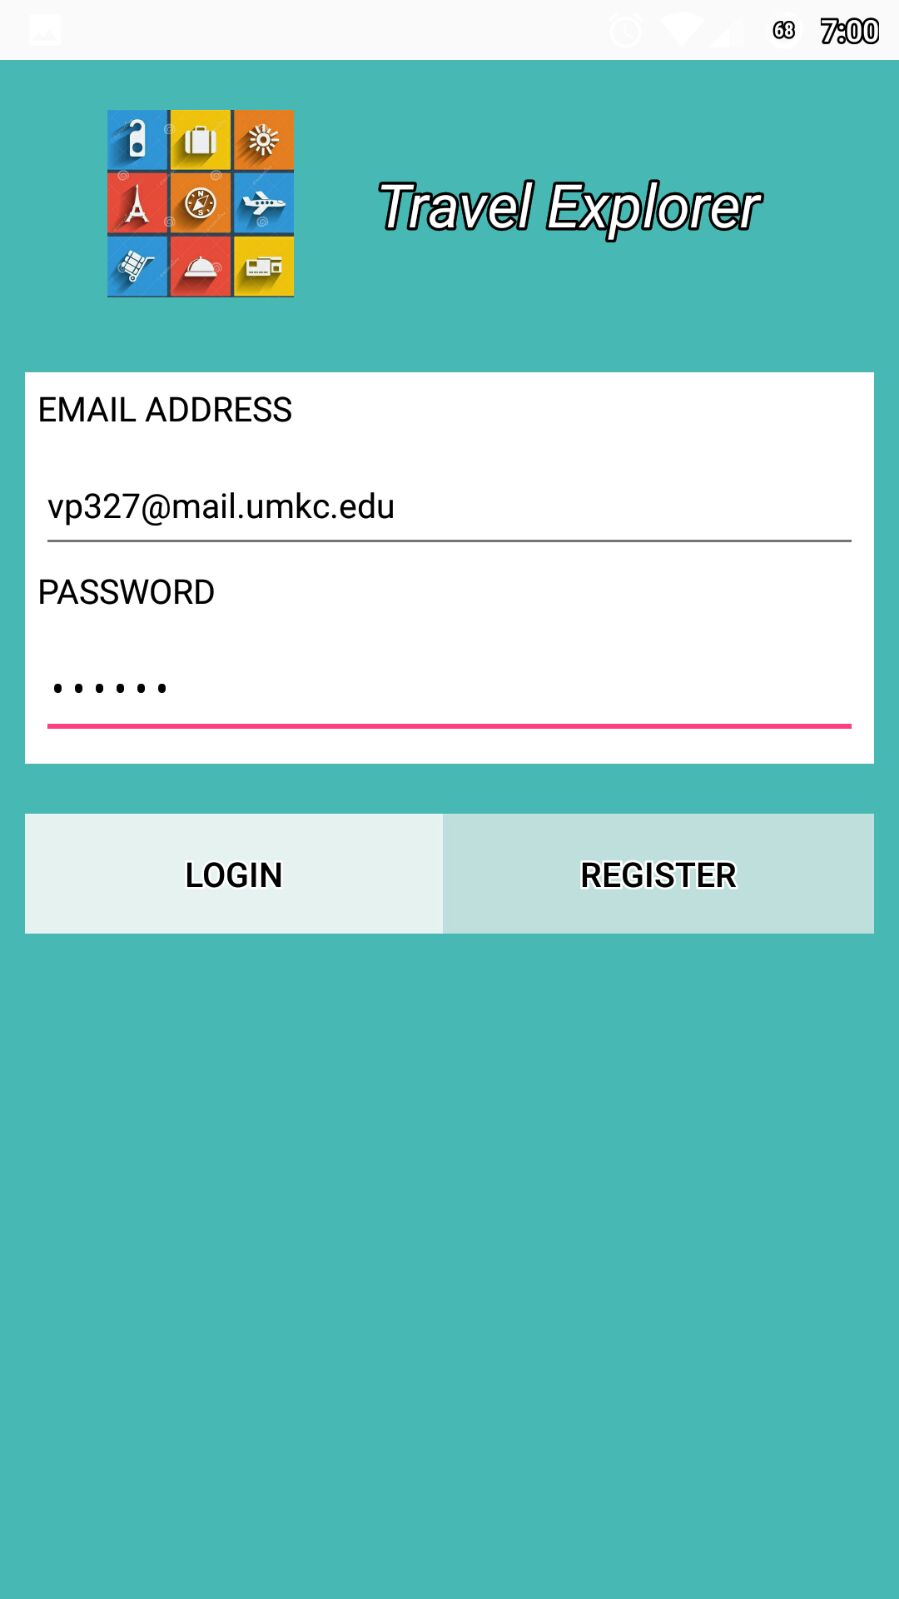 68 7:00
Travel Explorer
N
S
EMAIL ADDRESS
vp327@mail.umkc.edu
PASSWORD
......
LOGIN REGISTER